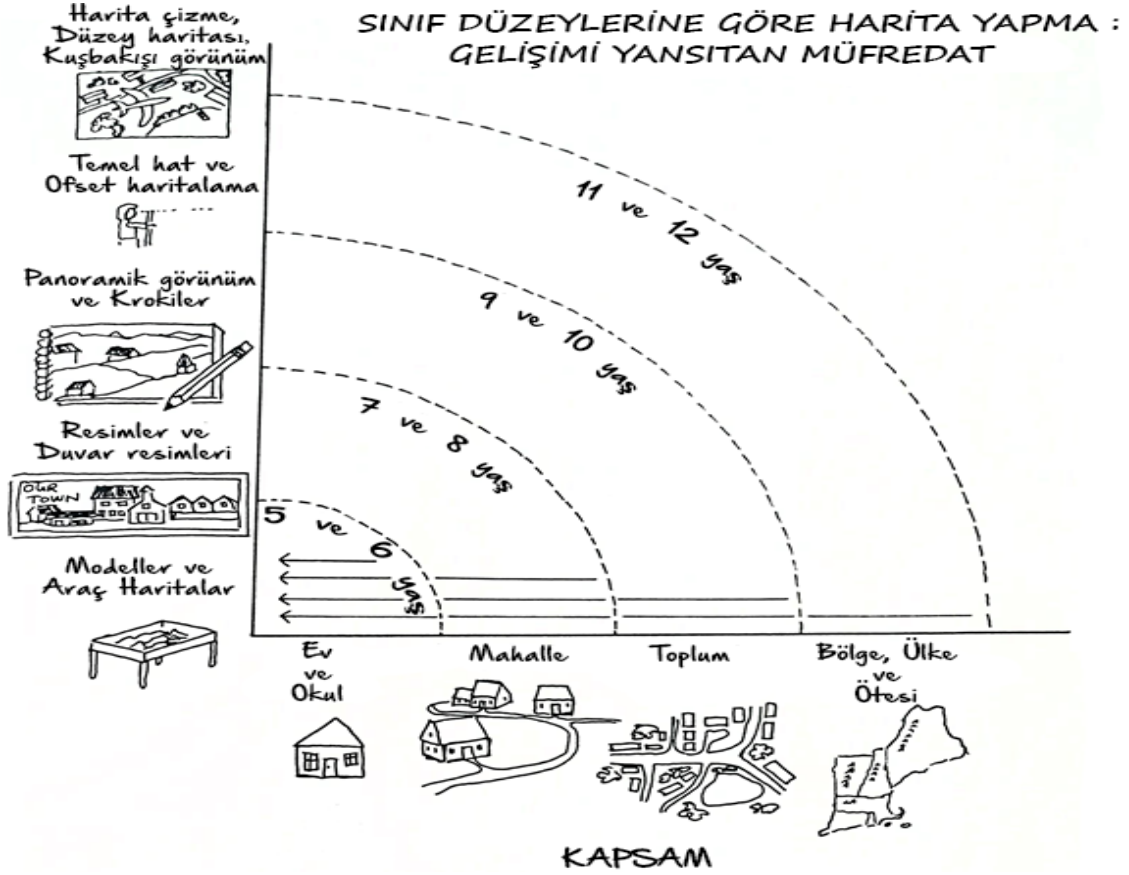 SINIF DÜZEYLERİNE GÖRE HARİTA YAPMA :
GELİŞİMİ YANSITAN MÜFREDAT
Harita çizme,
Düzey haritası,
Kuşbakışı görünüm
Temel hat ve
Ofset haritalama
Panoramik görünüm
ve Krokiler
Resimler ve
Duvar resimleri
OUR
TOWN
Modeller ve
Araç Haritalar
11 ve 12 yaş
9 ve 10 yaş
7 ve 8 yaş
5 ve 6 yaş
Ev
ve
Okul
Mahalle
Toplum
Bölge, Ülke
ve
Ötesi
KAPSAM